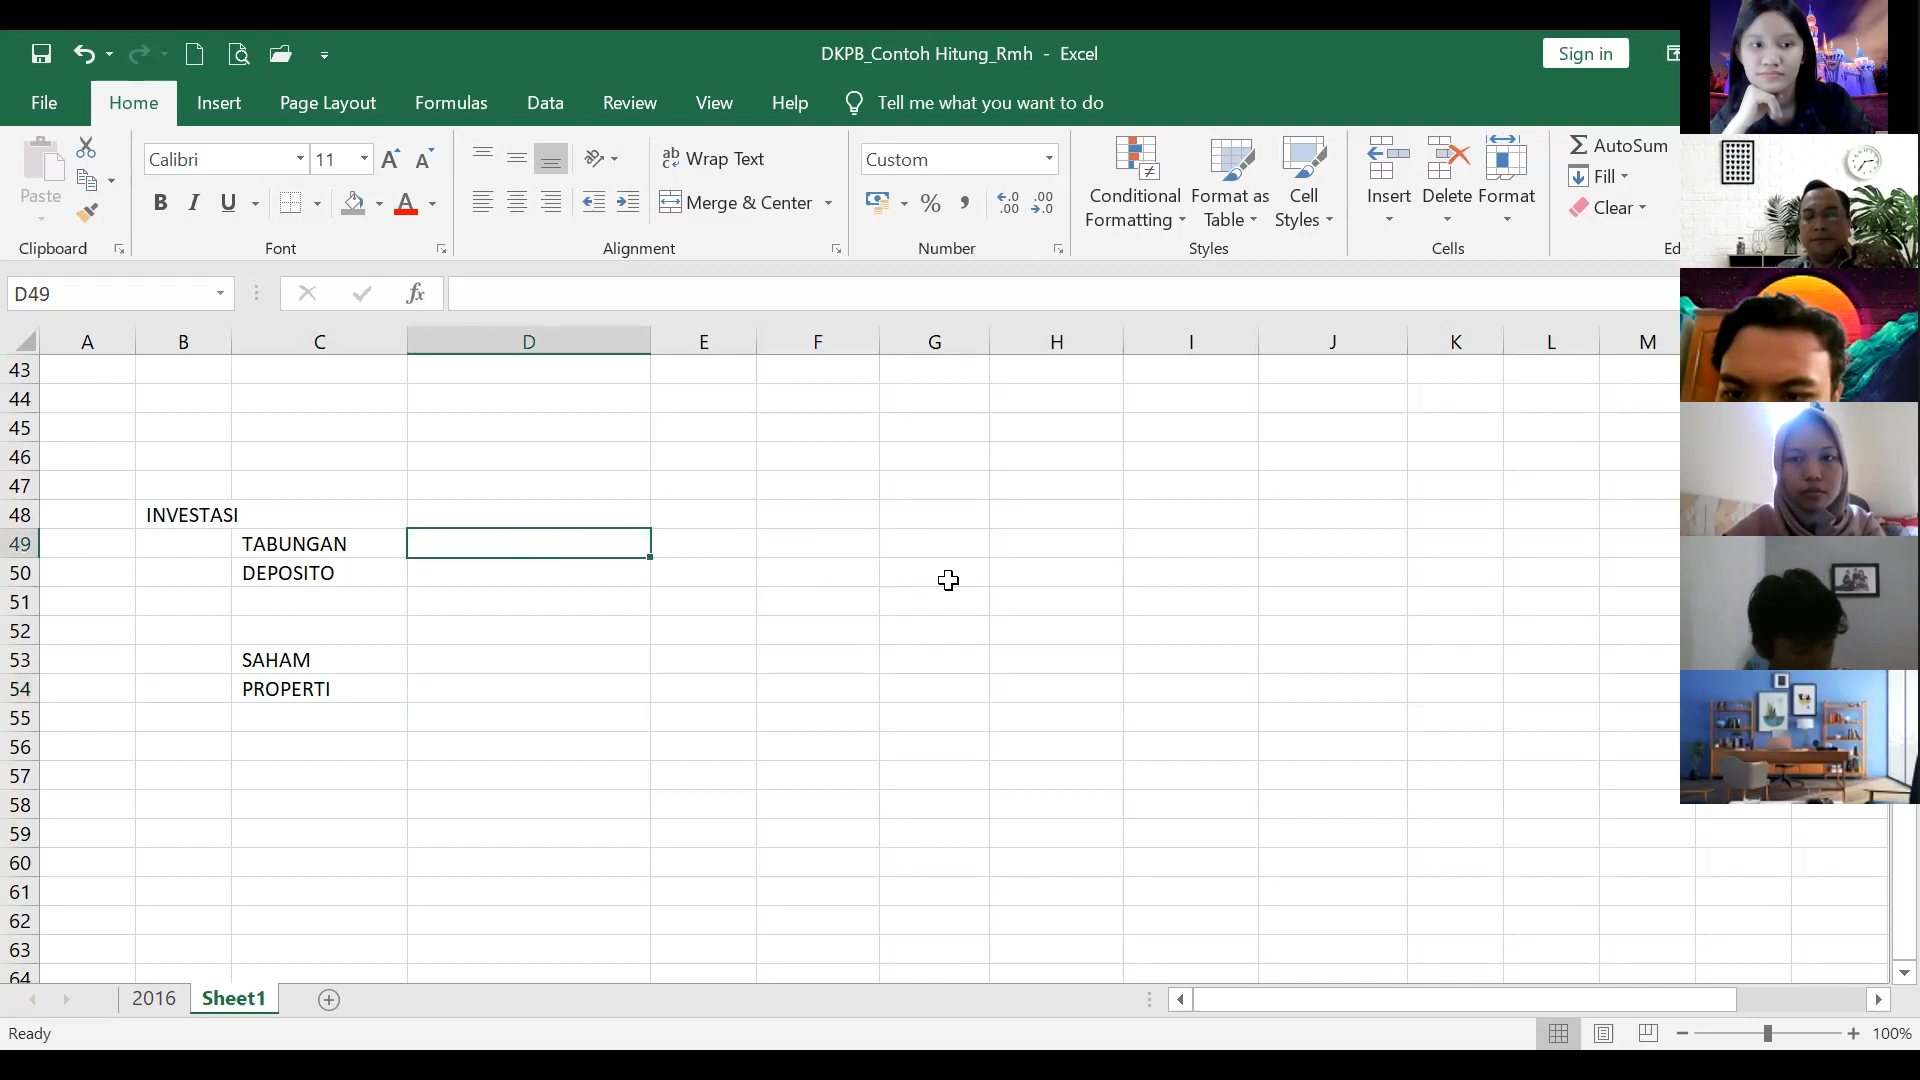 DKPB_Contoh Hitung_Rmh - Excel
Sign in
File Home Insert Page Layout Formulas Data Review View Help Tell me what you want to do
Paste
Clipboard
Calibri 11
B I U A
Font
Wrap Text
Merge & Center
Alignment
Custom
% ,
Number
Conditional Formatting
Format as Table
Cell Styles
Styles
Insert Delete Format
Cells
AutoSum
Fill
Clear
Ed
D49
fx
A B C D E F G H I J K L M
43
44
45
46
47
48 INVESTASI
49 TABUNGAN
50 DEPOSITO
51
52
53 SAHAM
54 PROPERTI
55
56
57
58
59
60
61
62
63
64
2016 Sheet1
Ready
100%